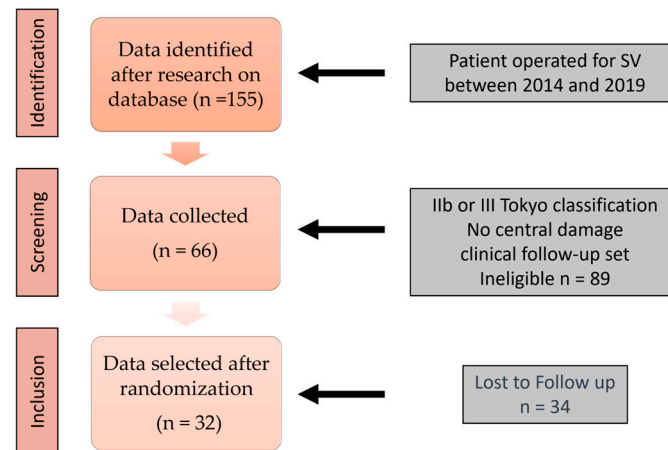 Identification
Data identified
after research on
database (n =155)
Patient operated for SV
between 2014 and 2019
Screening
Data collected
(n = 66)
IIb or III Tokyo classification
No central damage
clinical follow-up set
Ineligible n = 89
Inclusion
Data selected after
randomization
(n = 32)
Lost to Follow up
n = 34